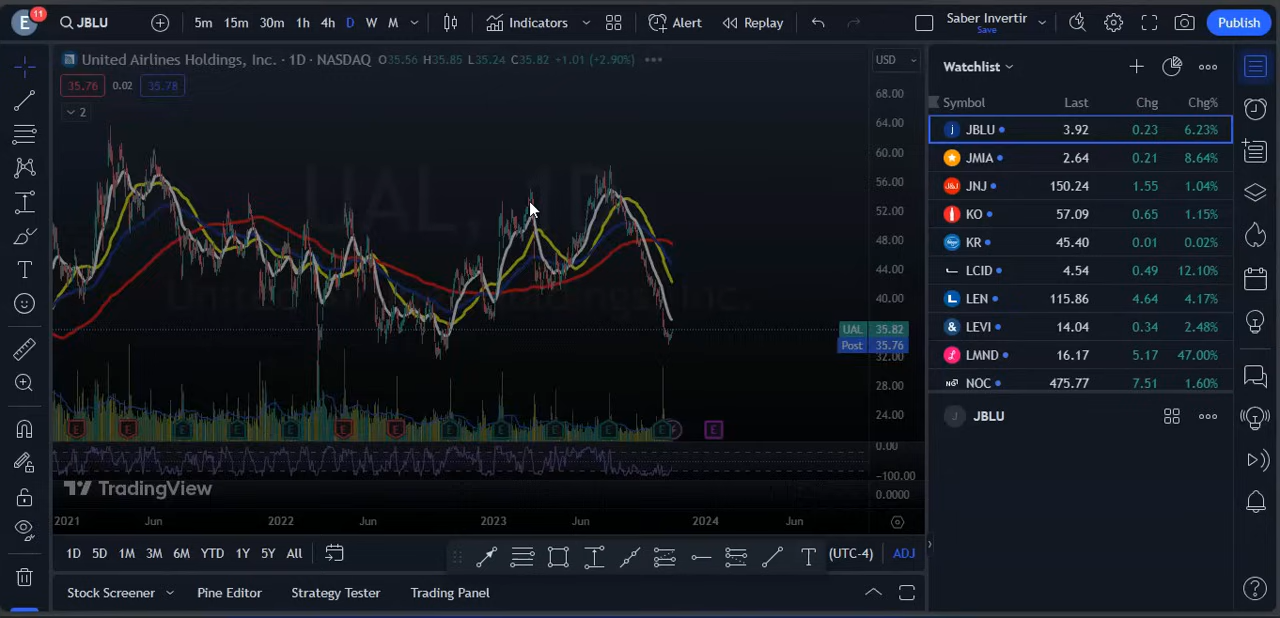 E 11 JBLU 5m 15m 30m 1h 4h D W M Indicators Alert Replay Saber Invertir Save Publish
United Airlines Holdings, Inc. · 1D · NASDAQ O35.56 H35.85 L35.24 C35.82 +1.01 (+2.90%) USD
35.76 0.02 35.78
2
UAL, 1D
68.00
64.00
60.00
56.00
52.00
48.00
44.00
40.00
UAL 35.82
Post 35.76
32.00
28.00
24.00
E E E E E E E E E E E E E
0.00
−100.00
0.0000
TradingView
2021 Jun 2022 Jun 2023 Jun 2024 Jun
1D 5D 1M 3M 6M YTD 1Y 5Y All T (UTC-4) ADJ
Stock Screener Pine Editor Strategy Tester Trading Panel
Watchlist
Symbol Last Chg Chg%
JBLU 3.92 0.23 6.23%
JMIA 2.64 0.21 8.64%
JNJ 150.24 1.55 1.04%
KO 57.09 0.65 1.15%
KR 45.40 0.01 0.02%
LCID 4.54 0.49 12.10%
LEN 115.86 4.64 4.17%
LEVI 14.04 0.34 2.48%
LMND 16.17 5.17 47.00%
NOC 475.77 7.51 1.60%
J JBLU